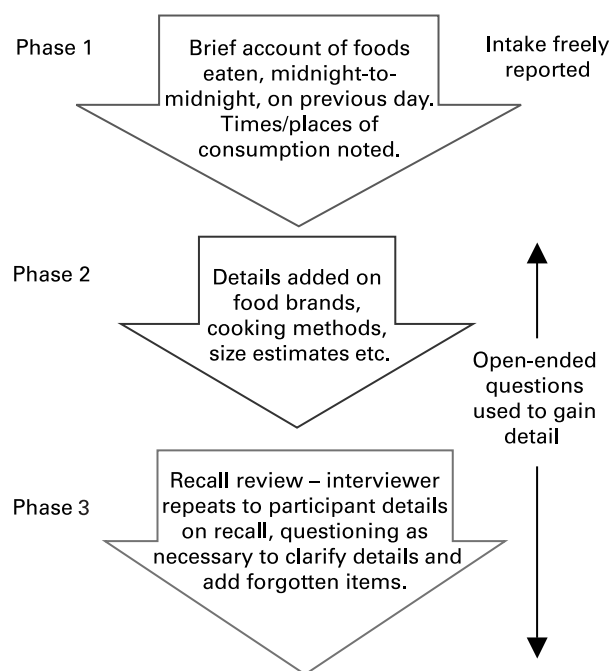 Phase 1
Brief account of foods
eaten, midnight-to-
midnight, on previous day.
Times/places of
consumption noted.
Intake freely
reported
Phase 2
Details added on
food brands,
cooking methods,
size estimates etc.
Open-ended
questions
used to gain
detail
Phase 3
Recall review – interviewer
repeats to participant details
on recall, questioning as
necessary to clarify details and
add forgotten items.